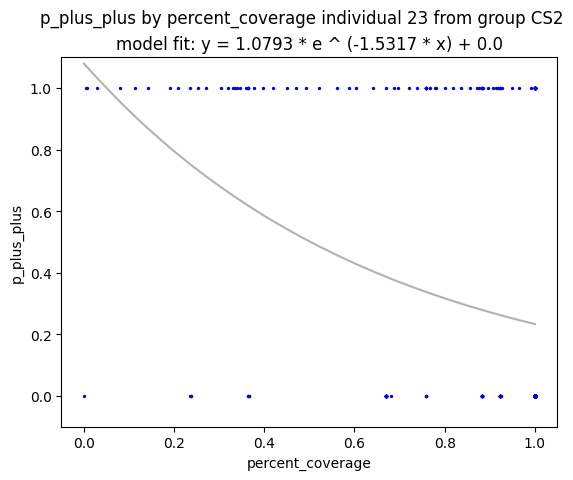 p_plus_plus by percent_coverage individual 23 from group CS2
model fit: y = 1.0793 * e ^ (-1.5317 * x) + 0.0
1.0
0.8
0.6
0.4
0.2
0.0
p_plus_plus
0.0 0.2 0.4 0.6 0.8 1.0
percent_coverage